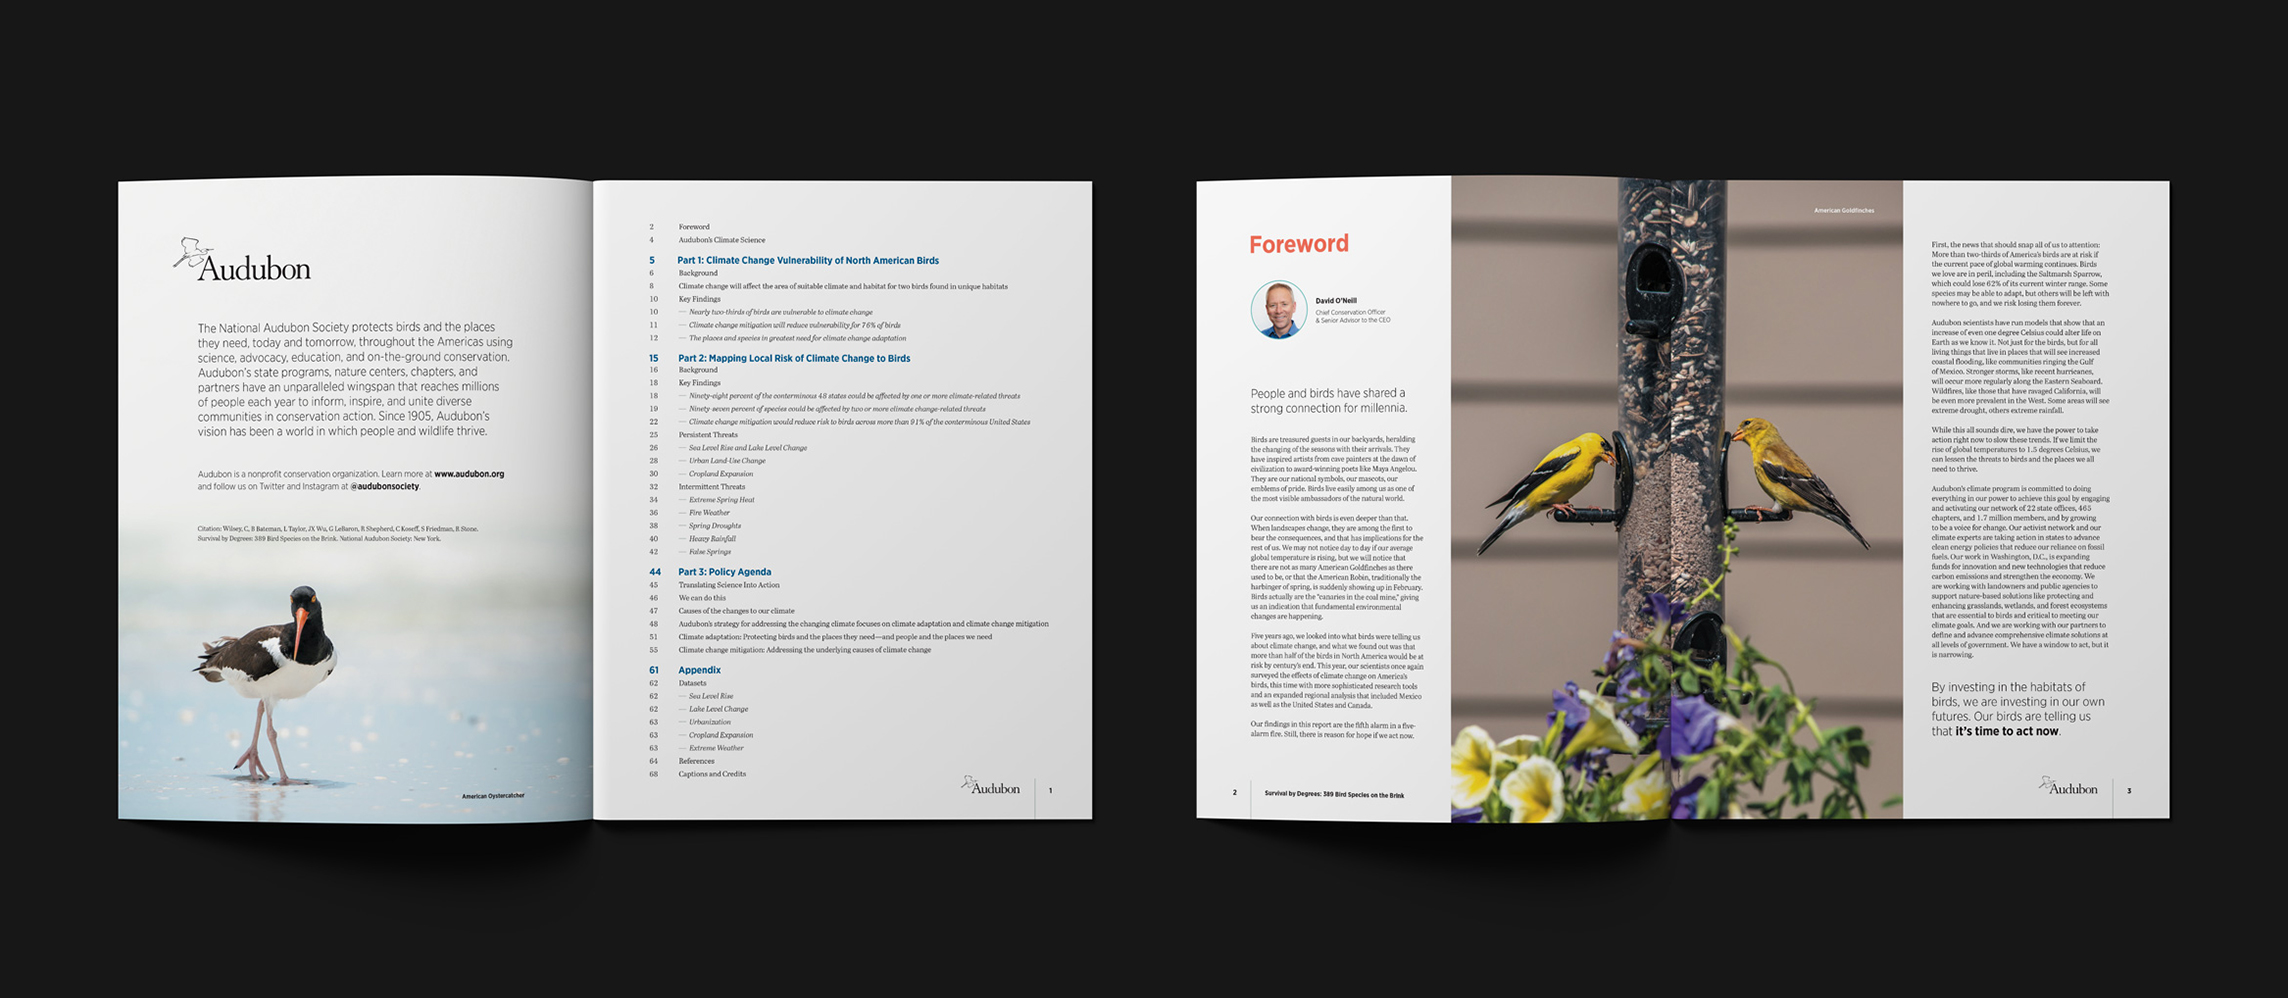 Audubon
The National Audubon Society protects birds and the places
they need, today and tomorrow, throughout the Americas using
science, advocacy, education, and on-the-ground conservation.
Audubon's state programs, nature centers, chapters, and
partners have an unparalleled wingspan that reaches millions
of people each year to inform, inspire, and unite diverse
communities in conservation action. Since 1905, Audubon's
vision has been a world in which people and wildlife thrive.
Audubon is a nonprofit conservation organization. Learn more at www.audubon.org
and follow us on Twitter and Instagram at @audubonsociety.
Citation: Wilsey, C, B Bateman, L Taylor, JX Wu, G LeBaron, R Shepherd, C Koseff, S Friedman, R Stone.
Survival by Degrees: 389 Bird Species on the Brink. National Audubon Society: New York.
American Oystercatcher
2 Foreword
4 Audubon's Climate Science
5 Part 1: Climate Change Vulnerability of North American Birds
6 Background
8 Climate change will affect the area of suitable climate and habitat for two birds found in unique habitats
10 Key Findings
10 — Nearly two-thirds of birds are vulnerable to climate change
11 — Climate change mitigation will reduce vulnerability for 76% of birds
12 — The places and species in greatest need for climate change adaptation
15 Part 2: Mapping Local Risk of Climate Change to Birds
16 Background
18 Key Findings
18 — Ninety-eight percent of the conterminous 48 states could be affected by one or more climate-related threats
19 — Ninety-seven percent of species could be affected by two or more climate change-related threats
22 — Climate change mitigation would reduce risk to birds across more than 91% of the conterminous United States
25 Persistent Threats
26 — Sea Level Rise and Lake Level Change
28 — Urban Land-Use Change
30 — Cropland Expansion
32 Intermittent Threats
34 — Extreme Spring Heat
36 — Fire Weather
38 — Spring Droughts
40 — Heavy Rainfall
42 — False Springs
44 Part 3: Policy Agenda
45 Translating Science Into Action
46 We can do this
47 Causes of the changes to our climate
48 Audubon's strategy for addressing the changing climate focuses on climate adaptation and climate change mitigation
51 Climate adaptation: Protecting birds and the places they need—and people and the places we need
55 Climate change mitigation: Addressing the underlying causes of climate change
61 Appendix
62 Datasets
62 — Sea Level Rise
62 — Lake Level Change
63 — Urbanization
63 — Cropland Expansion
63 — Extreme Weather
64 References
68 Captions and Credits
Audubon 1
Foreword
David O'Neill
Chief Conservation Officer
& Senior Advisor to the CEO
People and birds have shared a
strong connection for millennia.
Birds are treasured guests in our backyards, heralding
the changing of the seasons with their arrivals. They
have inspired artists from cave painters at the dawn of
civilization to award-winning poets like Maya Angelou.
They are our national symbols, our mascots, our
emblems of pride. Birds live easily among us as one of
the most visible ambassadors of the natural world.
Our connection with birds is even deeper than that.
When landscapes change, they are among the first to
bear the consequences, and that has implications for the
rest of us. We may not notice day to day if our average
global temperature is rising, but we will notice that
there are not as many American Goldfinches as there
used to be, or that the American Robin, traditionally the
harbinger of spring, is suddenly showing up in February.
Birds actually are the "canaries in the coal mine," giving
us an indication that fundamental environmental
changes are happening.
Five years ago, we looked into what birds were telling us
about climate change, and what we found out was that
more than half of the birds in North America would be at
risk by century's end. This year, our scientists once again
surveyed the effects of climate change on America's
birds, this time with more sophisticated research tools
and an expanded regional analysis that included Mexico
as well as the United States and Canada.
Our findings in this report are the fifth alarm in a five-
alarm fire. Still, there is reason for hope if we act now.
2 Survival by Degrees: 389 Bird Species on the Brink
American Goldfinches
First, the news that should snap all of us to attention:
More than two-thirds of America's birds are at risk if
the current pace of global warming continues. Birds
we love are in peril, including the Saltmarsh Sparrow,
which could lose 62% of its current winter range. Some
species may be able to adapt, but others will be left with
nowhere to go, and we risk losing them forever.
Audubon scientists have run models that show that an
increase of even one degree Celsius could alter life on
Earth as we know it. Not just for the birds, but for all
living things that live in places that will see increased
coastal flooding, like communities ringing the Gulf
of Mexico. Stronger storms, like recent hurricanes,
will occur more regularly along the Eastern Seaboard.
Wildfires, like those that have ravaged California, will
be even more prevalent in the West. Some areas will see
extreme drought, others extreme rainfall.
While this all sounds dire, we have the power to take
action right now to slow these trends. If we limit the
rise of global temperatures to 1.5 degrees Celsius, we
can lessen the threats to birds and the places we all
need to thrive.
Audubon's climate program is committed to doing
everything in our power to achieve this goal by engaging
and activating our network of 22 state offices, 463
chapters, and 1.7 million members, and by growing
to be a voice for change. Our activist network and our
climate experts are taking action in states to advance
clean energy policies that reduce our reliance on fossil
fuels. Our work in Washington, D.C., is expanding
funds for innovation and new technologies that reduce
carbon emissions and strengthen the economy. We
are working with landowners and public agencies to
support nature-based solutions like protecting and
enhancing grasslands, wetlands, and forest ecosystems
that are essential to birds and critical to meeting our
climate goals. And we are working with our partners to
define and advance comprehensive climate solutions at
all levels of government. We have a window to act, but it
is narrowing.
By investing in the habitats of
birds, we are investing in our own
futures. Our birds are telling us
that it's time to act now.
Audubon 3